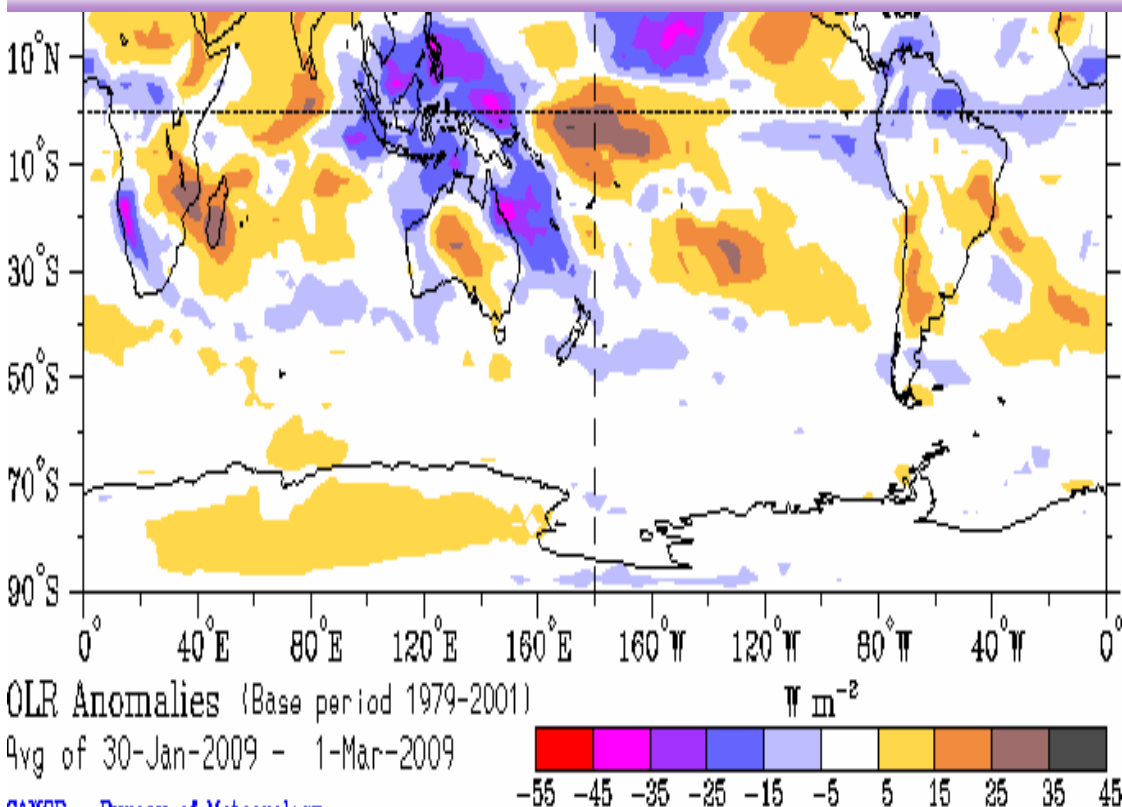 10°N
0°
10°S
30°S
50°S
70°S
90°S
0° 40°E 80°E 120°E 160°E 160°W 120°W 80°W 40°W 0°
OLR Anomalies (Base period 1979-2001) W m⁻²
Avg of 30-Jan-2009 - 1-Mar-2009
-55 -45 -35 -25 -15 -5 5 15 25 35 45